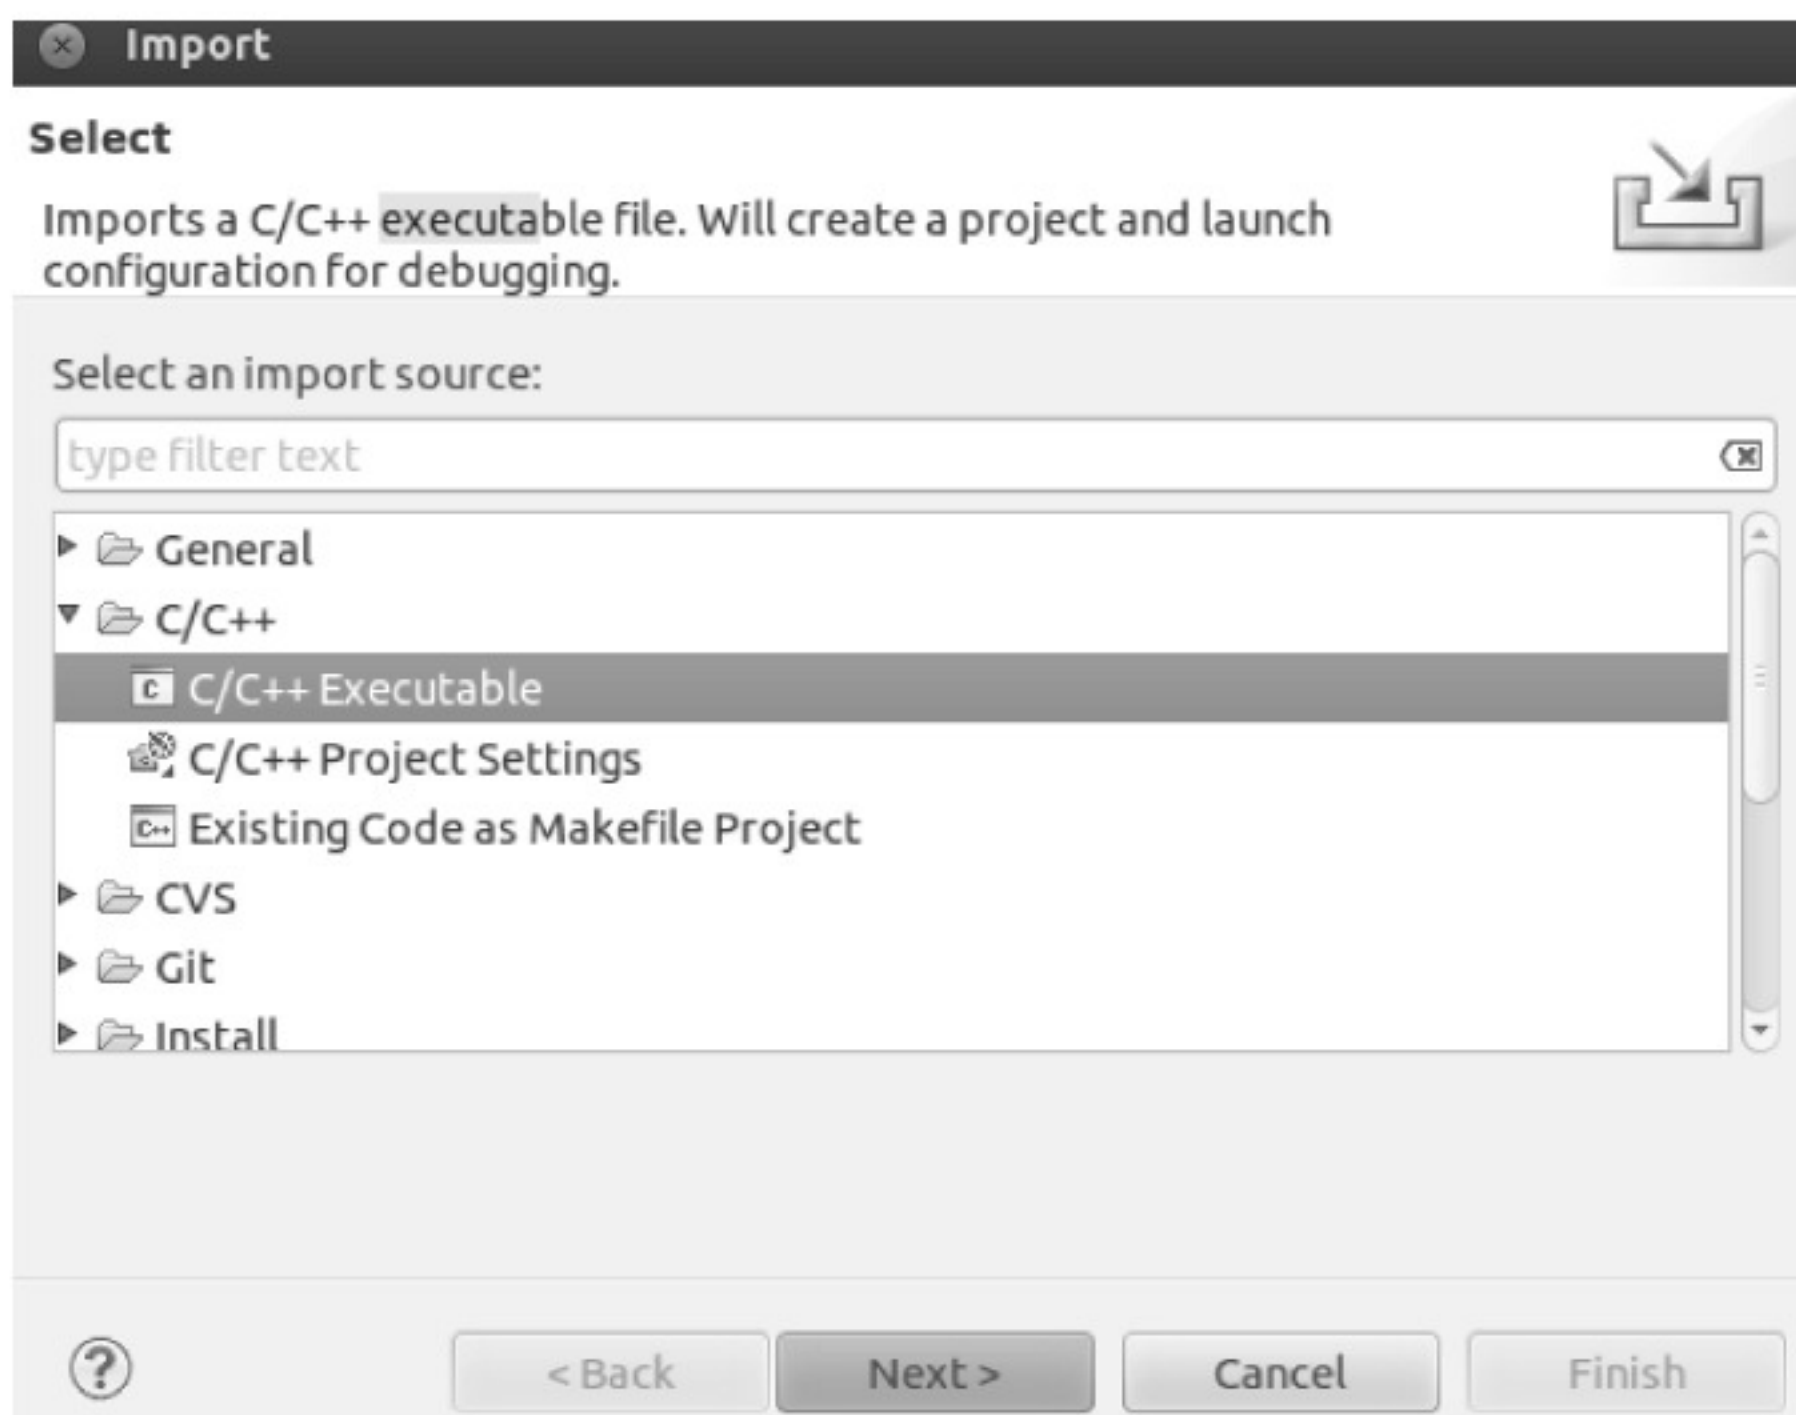 Import
Select
Imports a C/C++ executable file. Will create a project and launch
configuration for debugging.
Select an import source:
type filter text
General
C/C++
C/C++ Executable
C/C++ Project Settings
Existing Code as Makefile Project
CVS
Git
Install
< Back Next > Cancel Finish